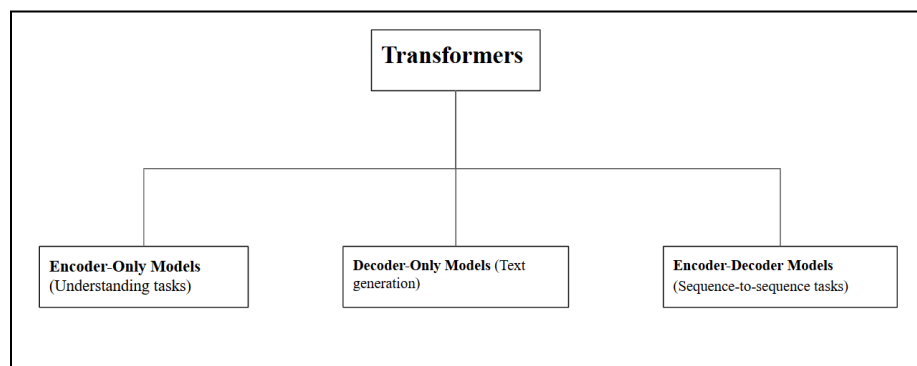 Transformers
Encoder-Only Models
(Understanding tasks)
Decoder-Only Models (Text
generation)
Encoder-Decoder Models
(Sequence-to-sequence tasks)